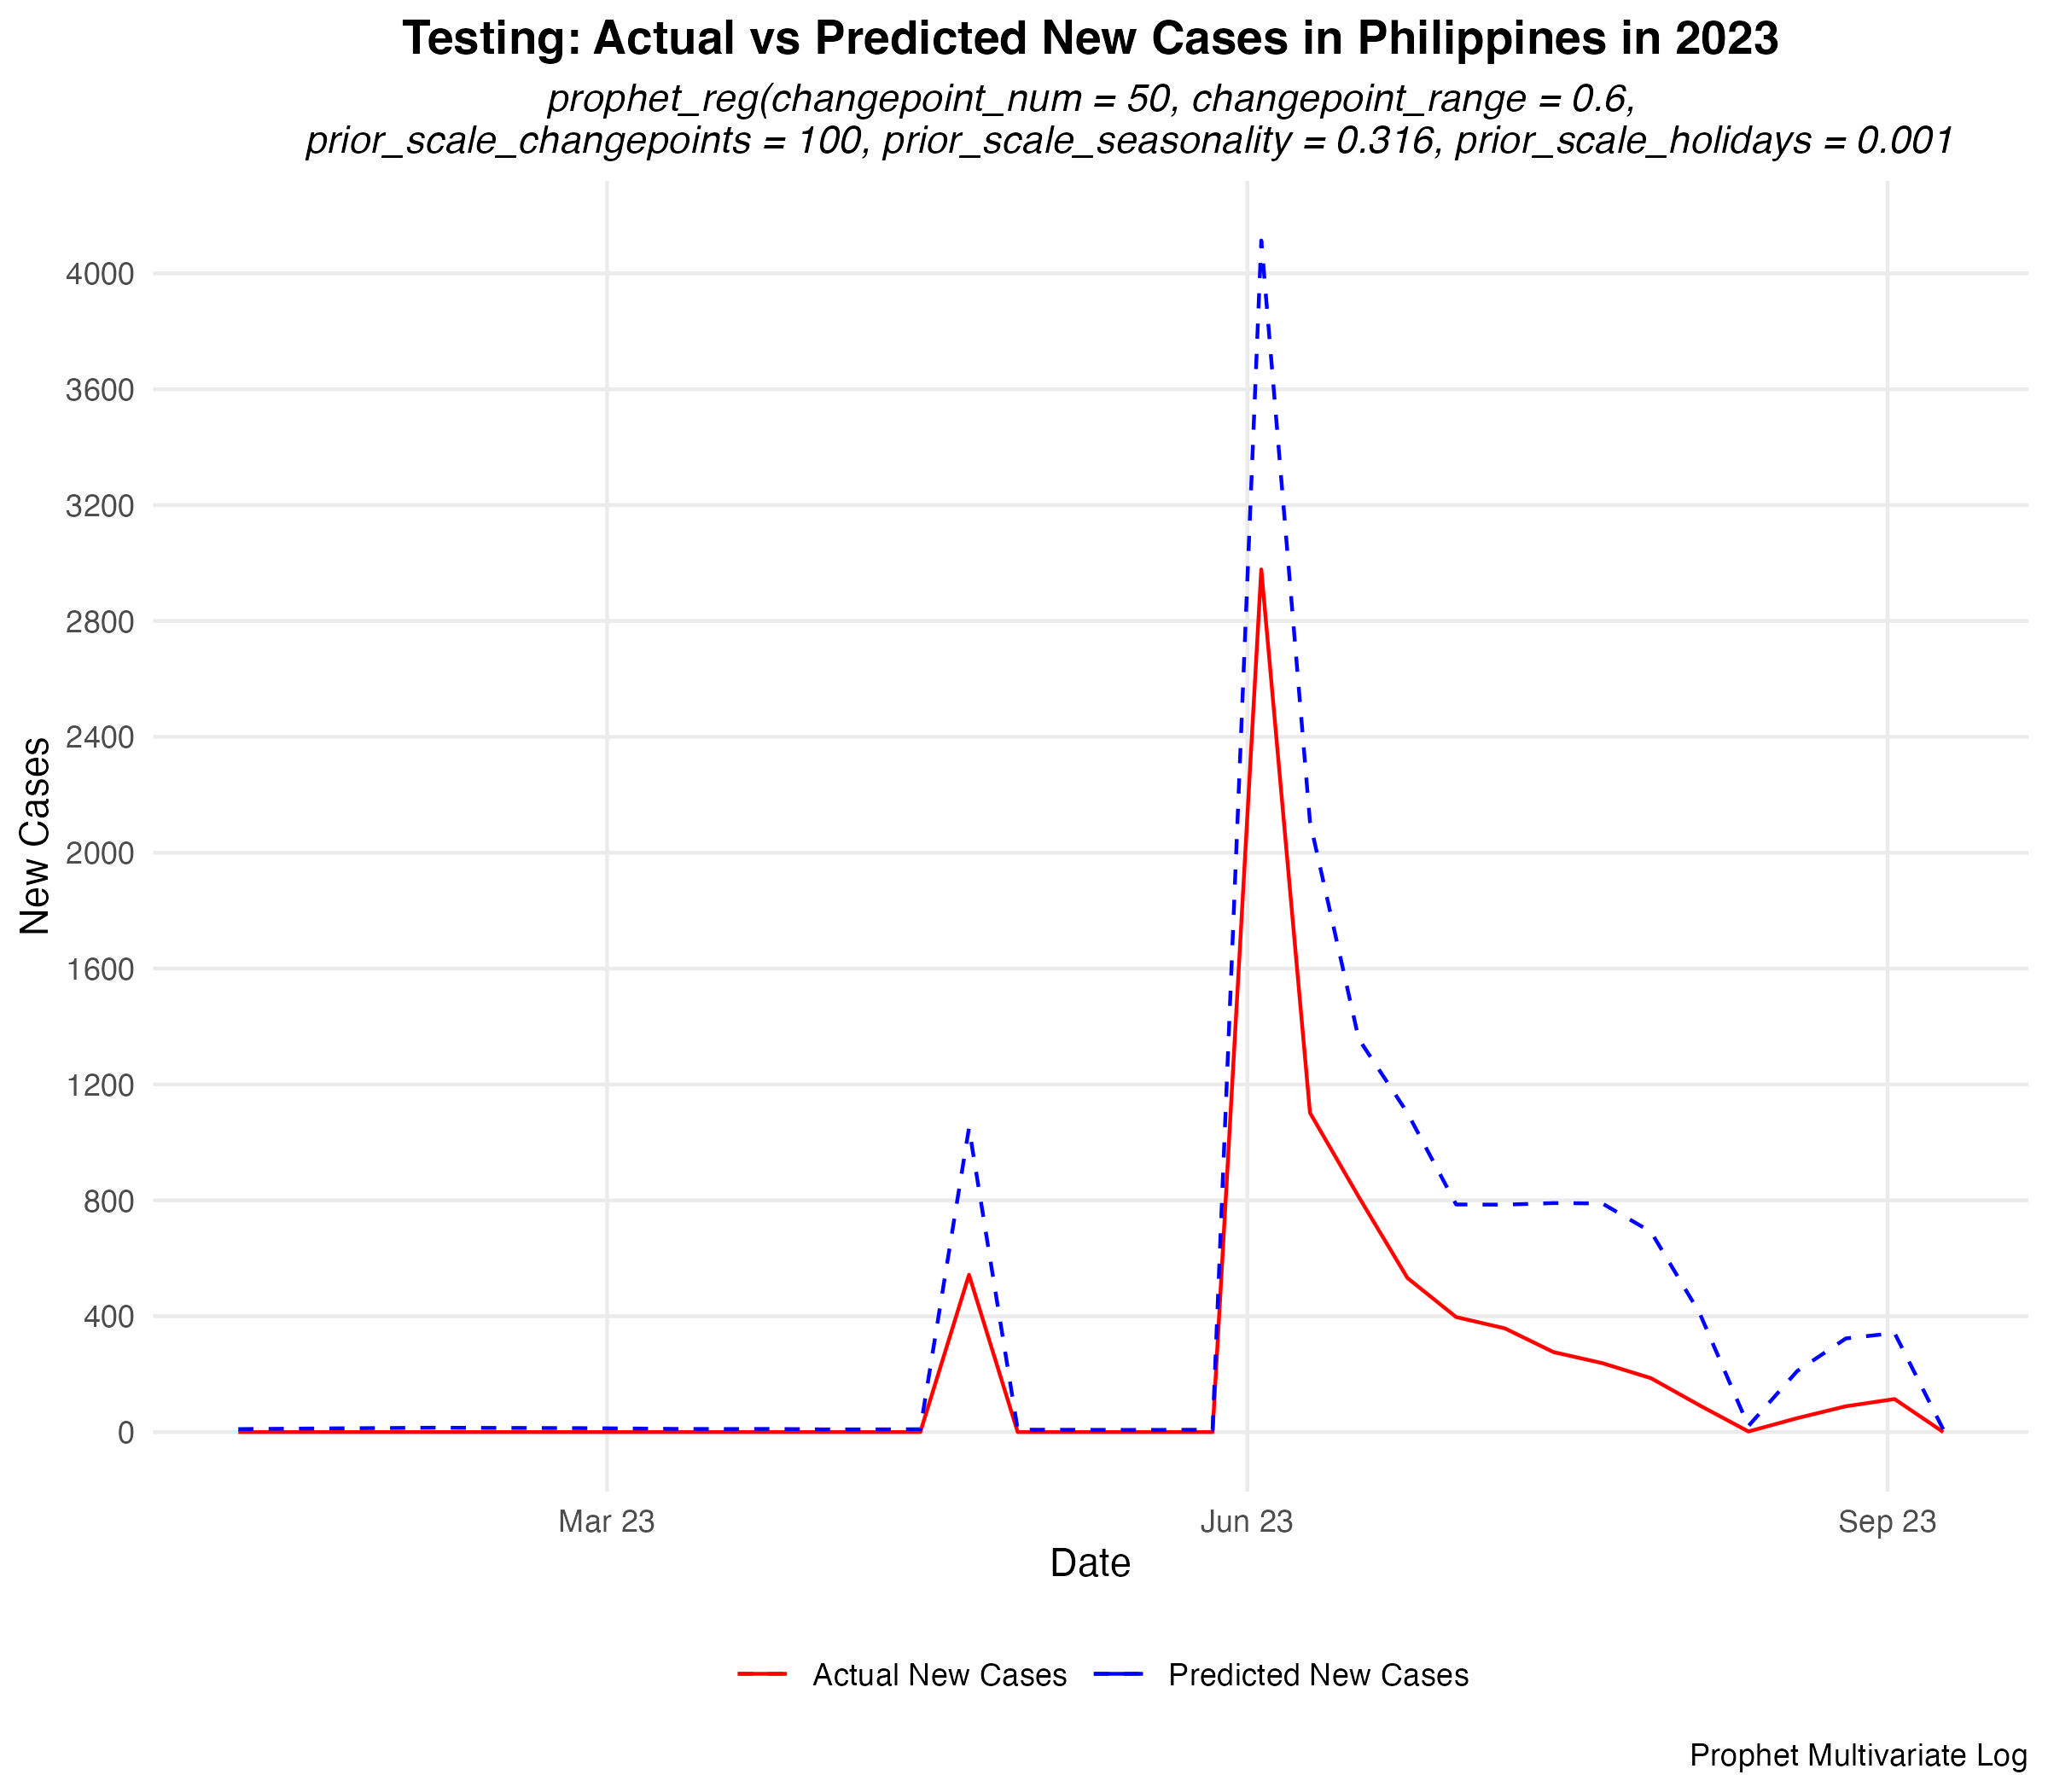 Testing: Actual vs Predicted New Cases in Philippines in 2023
prophet_reg(changepoint_num = 50, changepoint_range = 0.6,
prior_scale_changepoints = 100, prior_scale_seasonality = 0.316, prior_scale_holidays = 0.001
New Cases
4000
3600
3200
2800
2400
2000
1600
1200
800
400
0
Mar 23
Jun 23
Sep 23
Date
Actual New Cases
Predicted New Cases
Prophet Multivariate Log